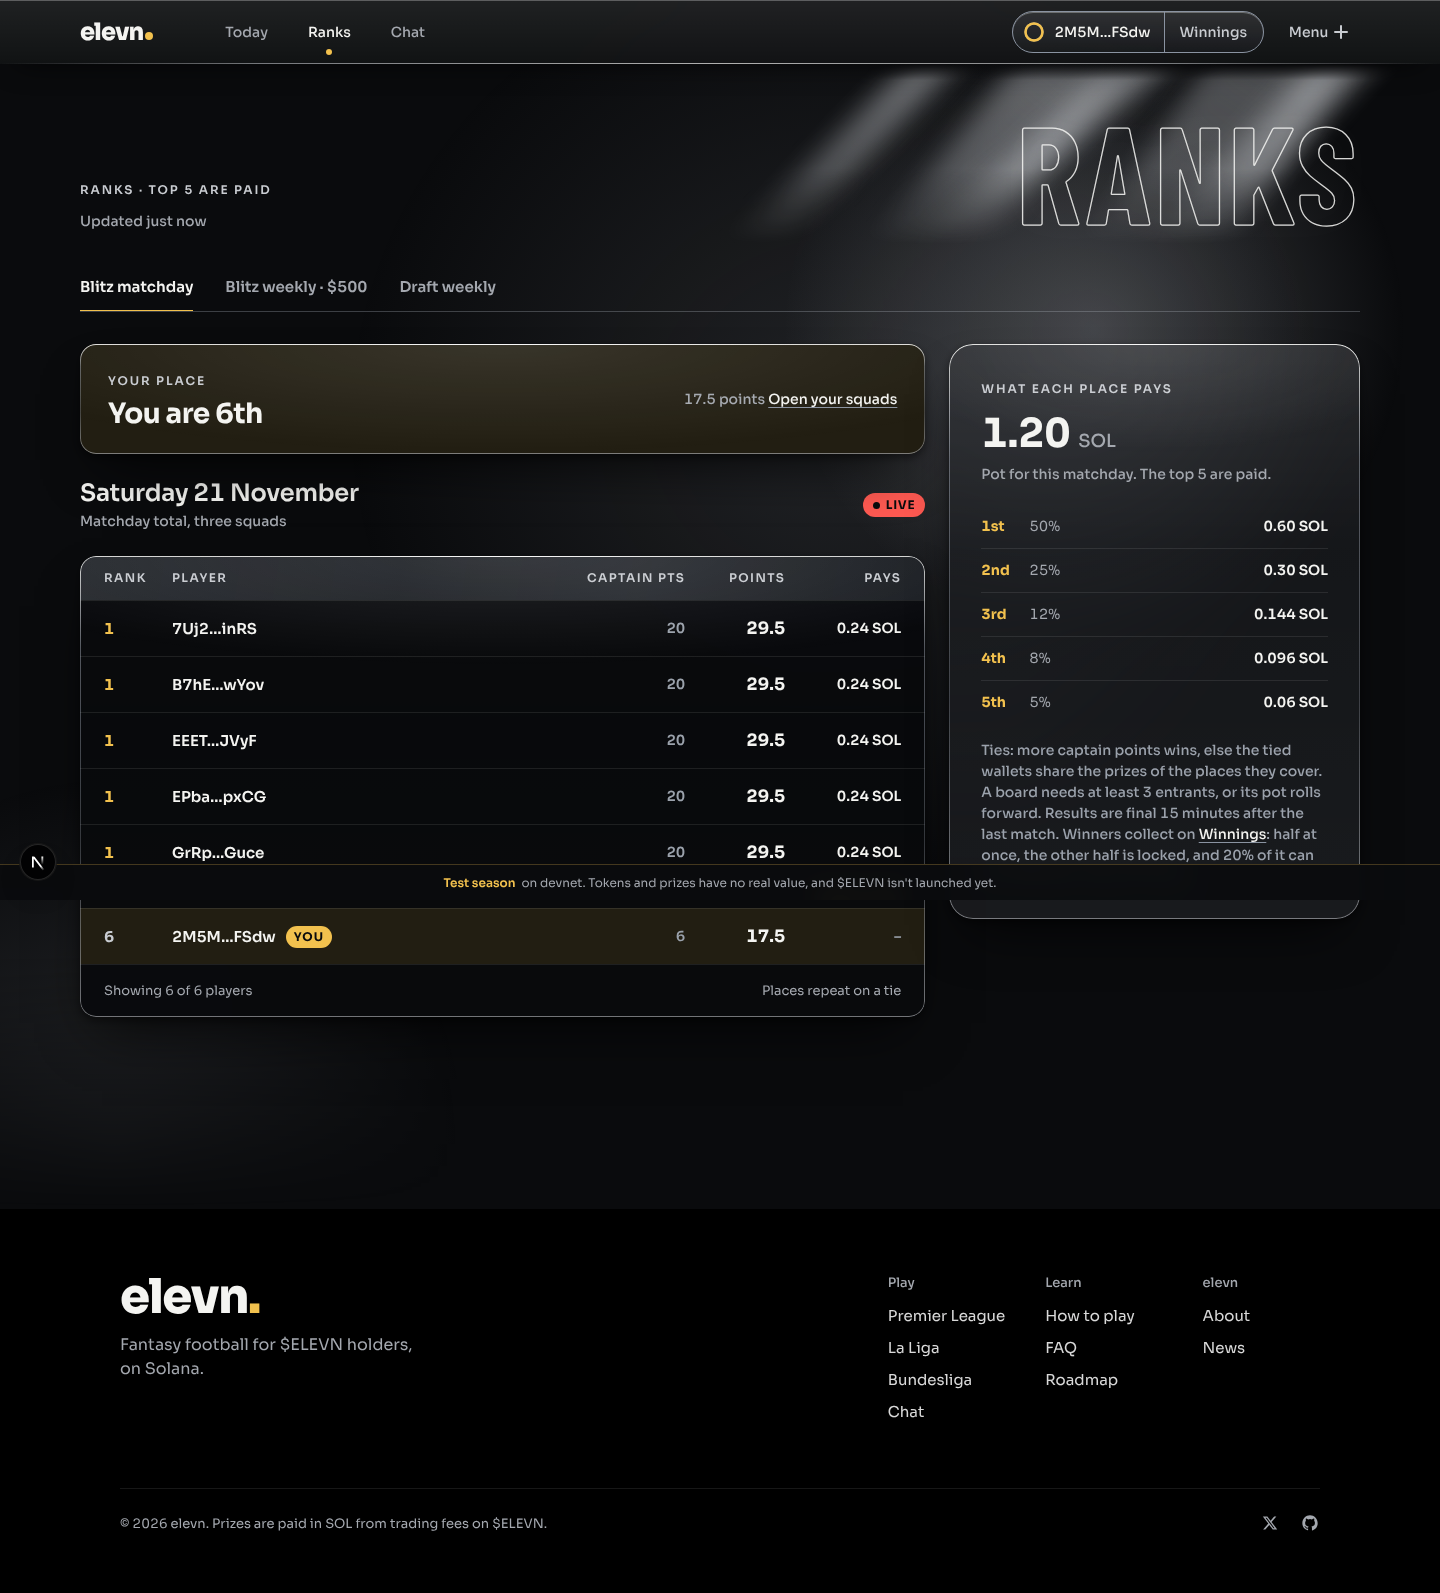 elevn.
Today
Ranks
Chat
2M5M...FSdw
Winnings
Menu
RANKS
RANKS · TOP 5 ARE PAID
Updated just now
Blitz matchday
Blitz weekly · $500
Draft weekly
YOUR PLACE
You are 6th
17.5 points Open your squads
Saturday 21 November
Matchday total, three squads
LIVE
RANK PLAYER CAPTAIN PTS POINTS PAYS
1 7Uj2...inRS 20 29.5 0.24 SOL
1 B7hE...wYov 20 29.5 0.24 SOL
1 EEET...JVyF 20 29.5 0.24 SOL
1 EPba...pxCG 20 29.5 0.24 SOL
1 GrRp...Guce 20 29.5 0.24 SOL
6 2M5M...FSdw YOU 6 17.5 –
Showing 6 of 6 players
Places repeat on a tie
WHAT EACH PLACE PAYS
1.20 SOL
Pot for this matchday. The top 5 are paid.
1st 50% 0.60 SOL
2nd 25% 0.30 SOL
3rd 12% 0.144 SOL
4th 8% 0.096 SOL
5th 5% 0.06 SOL
Ties: more captain points wins, else the tied
wallets share the prizes of the places they cover.
A board needs at least 3 entrants, or its pot rolls
forward. Results are final 15 minutes after the
last match. Winners collect on Winnings: half at
once, the other half is locked, and 20% of it can
N
Test season on devnet. Tokens and prizes have no real value, and $ELEVN isn't launched yet.
elevn.
Fantasy football for $ELEVN holders,
on Solana.
Play
Premier League
La Liga
Bundesliga
Chat
Learn
How to play
FAQ
Roadmap
elevn
About
News
© 2026 elevn. Prizes are paid in SOL from trading fees on $ELEVN.